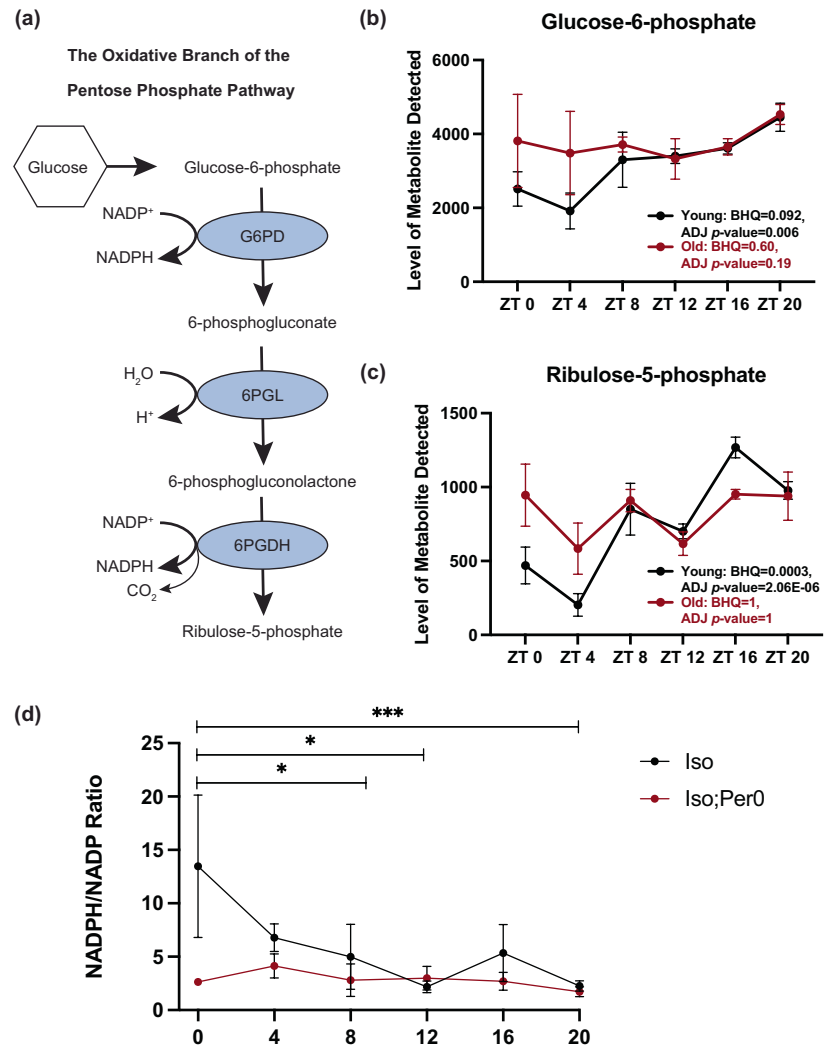 (a)
The Oxidative Branch of the
Pentose Phosphate Pathway
Glucose
Glucose-6-phosphate
NADP⁺
G6PD
NADPH
6-phosphogluconate
H₂O
6PGL
H⁺
6-phosphogluconolactone
NADP⁺
6PGDH
NADPH
CO₂
Ribulose-5-phosphate
(b)
Glucose-6-phosphate
Level of Metabolite Detected
6000
4000
2000
0
Young: BHQ=0.092,
ADJ p-value=0.006
Old: BHQ=0.60,
ADJ p-value=0.19
ZT 0 ZT 4 ZT 8 ZT 12 ZT 16 ZT 20
(c)
Ribulose-5-phosphate
Level of Metabolite Detected
1500
1000
500
0
Young: BHQ=0.0003,
ADJ p-value=2.06E-06
Old: BHQ=1,
ADJ p-value=1
ZT 0 ZT 4 ZT 8 ZT 12 ZT 16 ZT 20
(d)
***
*
*
NADPH/NADP Ratio
25
20
15
10
5
0
0 4 8 12 16 20
Iso
Iso;Per0